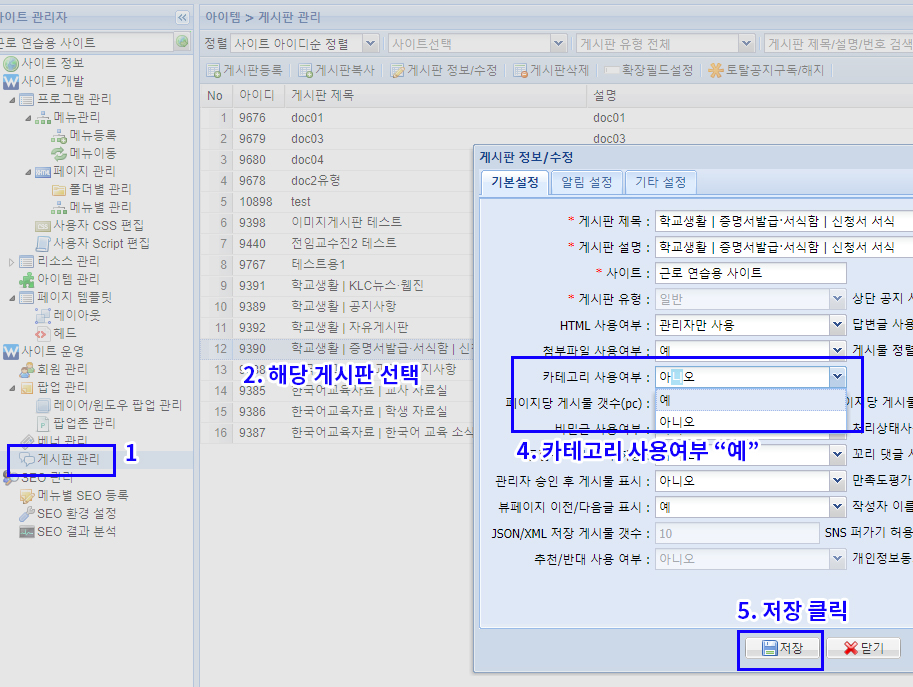 사이트 관리자
아이템 > 게시판 관리
근로 연습용 사이트
정렬 사이트 아이디순 정렬 사이트선택 게시판 유형 전체 게시판 제목/설명/번호 검색
게시판등록 게시판복사 게시판 정보/수정 게시판삭제 확장필드설정 토탈공지구독/해지
No 아이디 게시판 제목 설명
1 9676 doc01 doc01
2 9679 doc03 doc03
3 9680 doc04
4 9678 doc2유형
5 10898 test
6 9398 이미지게시판 테스트
7 9440 전임교수진2 테스트
8 9767 테스트용1
9 9391 학교생활 | KLC뉴스·웹진
10 9389 학교생활 | 공지사항
11 9392 학교생활 | 자유게시판
12 9390 학교생활 | 증명서발급·서식함 | 신청
13 9388
15 9385 한국어교육자료 | 교사 자료실
15 9386 한국어교육자료 | 학생 자료실
16 9387 한국어교육자료 | 한국어 교육 소식
사이트 정보
사이트 개발
프로그램 관리
메뉴관리
메뉴등록
메뉴이동
페이지 관리
폴더별 관리
메뉴별 관리
사용자 CSS 편집
사용자 Script 편집
리소스 관리
아이템 관리
페이지 템플릿
레이아웃
헤드
사이트 운영
회원 관리
팝업 관리
레이어/윈도우 팝업 관리
팝업존 관리
배너 관리
게시판 관리
SEO 관리
메뉴별 SEO 등록
SEO 환경 설정
SEO 결과 분석
1
2. 해당 게시판 선택
게시판 정보/수정
기본설정 알림 설정 기타 설정
* 게시판 제목 : 학교생활 | 증명서발급·서식함 | 신청서 서식
* 게시판 설명 : 학교생활 | 증명서발급·서식함 | 신청서 서식
* 사이트 : 근로 연습용 사이트
* 게시판 유형 : 일반 상단 공지
HTML 사용여부 : 관리자만 사용 답변글 사용
첨부파일 사용여부 : 예 게시물 정렬
카테고리 사용여부 : 아니오
예
아니오
페이지당 게시물 갯수(pc) : 이지당 게시물
비밀글 사용여부 : 처리상태사
4. 카테고리 사용여부 “예”
꼬리 댓글
관리자 승인 후 게시물 표시 : 아니오 만족도평가
뷰페이지 이전/다음글 표시 : 예 작성자 이름
JSON/XML 저장 게시물 갯수 : 10 SNS 퍼가기 허용
추천/반대 사용 여부 : 아니오 개인정보동
5. 저장 클릭
저장 닫기